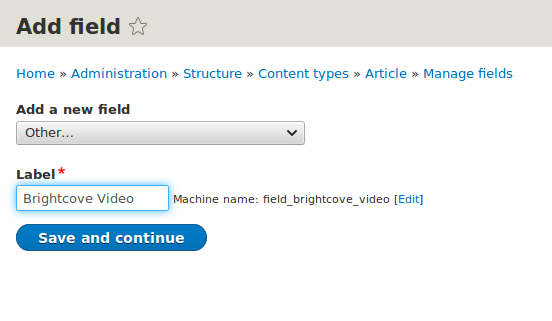 Add field
Home » Administration » Structure » Content types » Article » Manage fields
Add a new field
Other...
Label*
Brightcove Video Machine name: field_brightcove_video [Edit]
Save and continue